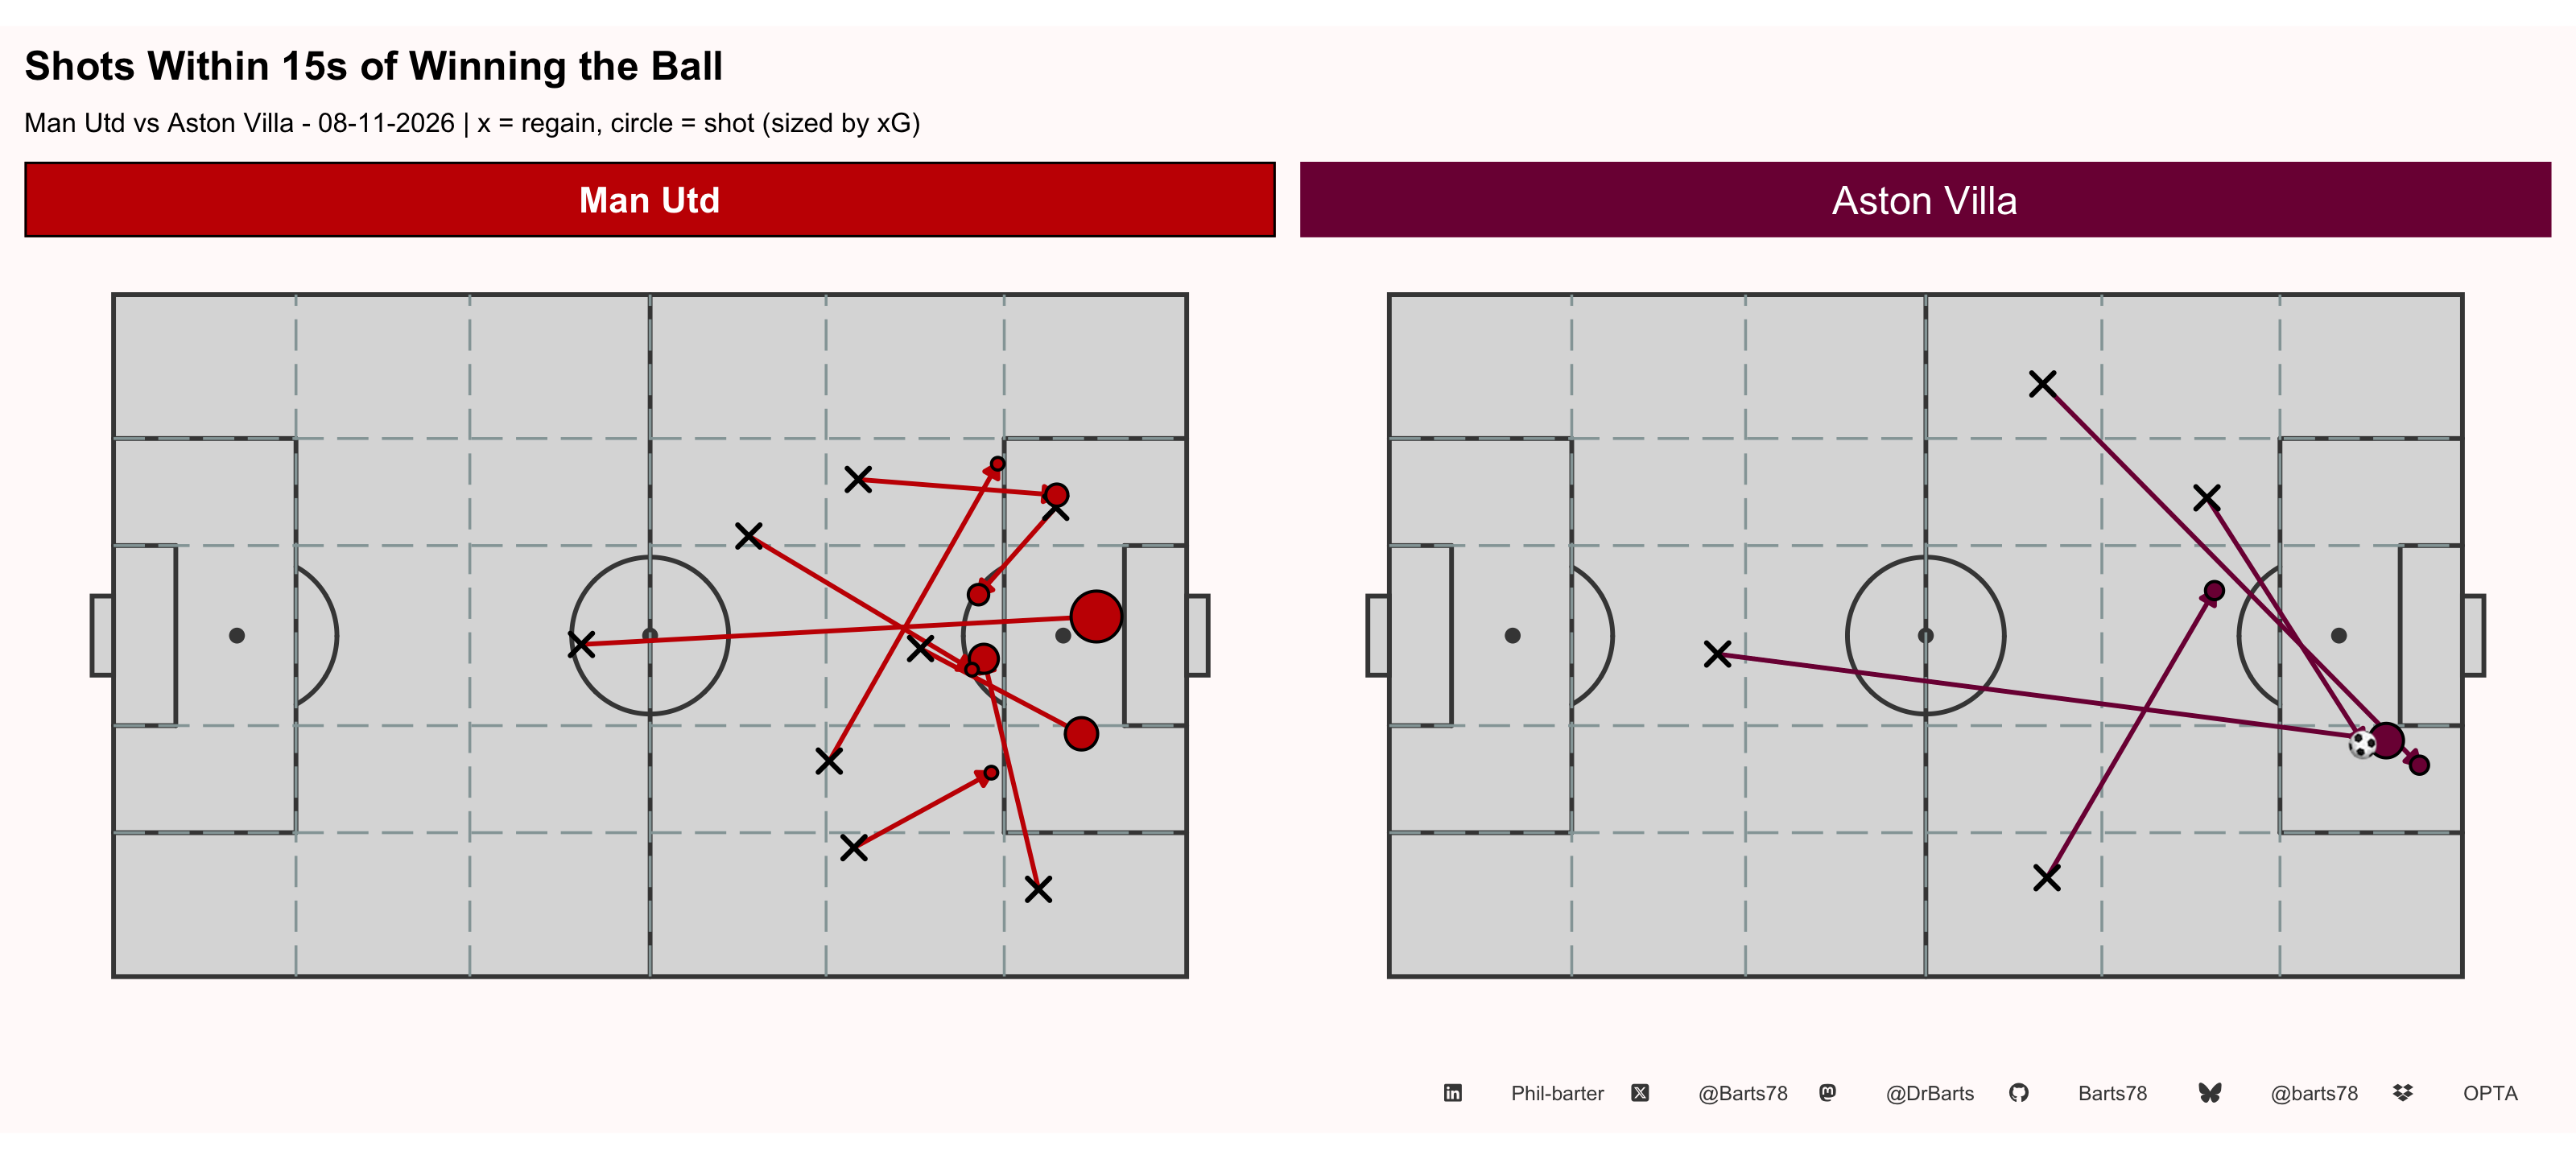 Shots Within 15s of Winning the Ball
Man Utd vs Aston Villa - 08-11-2026 | x = regain, circle = shot (sized by xG)
Man Utd
Aston Villa
Phil-barter @Barts78 @DrBarts Barts78 @barts78 OPTA